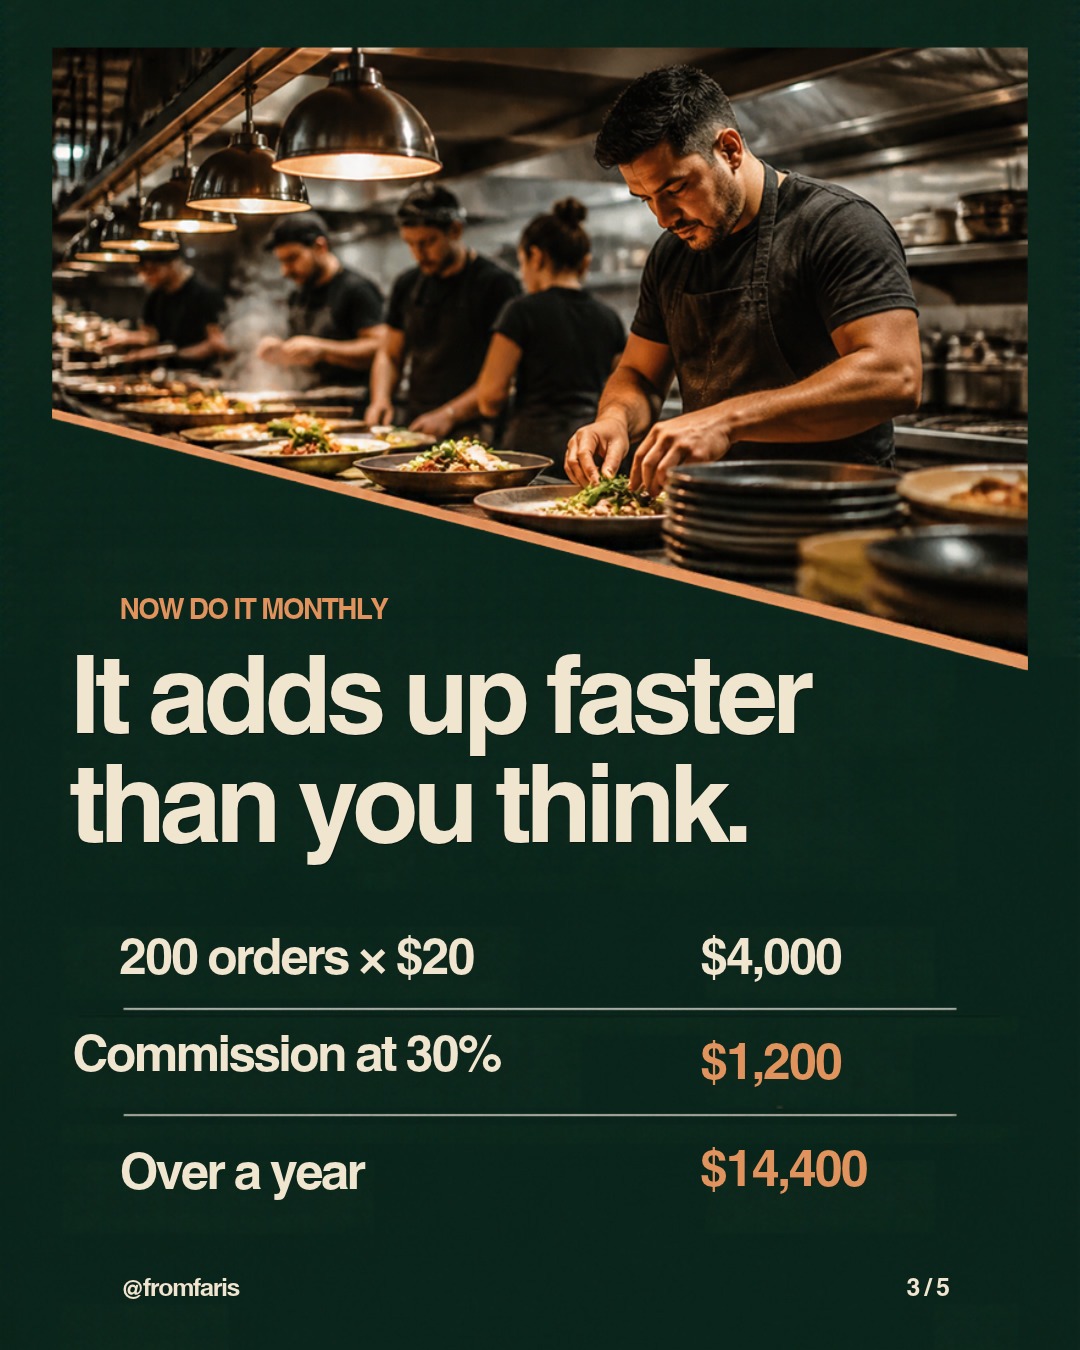 NOW DO IT MONTHLY
It adds up faster
than you think.
200 orders × $20 $4,000
Commission at 30% $1,200
Over a year $14,400
@fromfaris 3 / 5